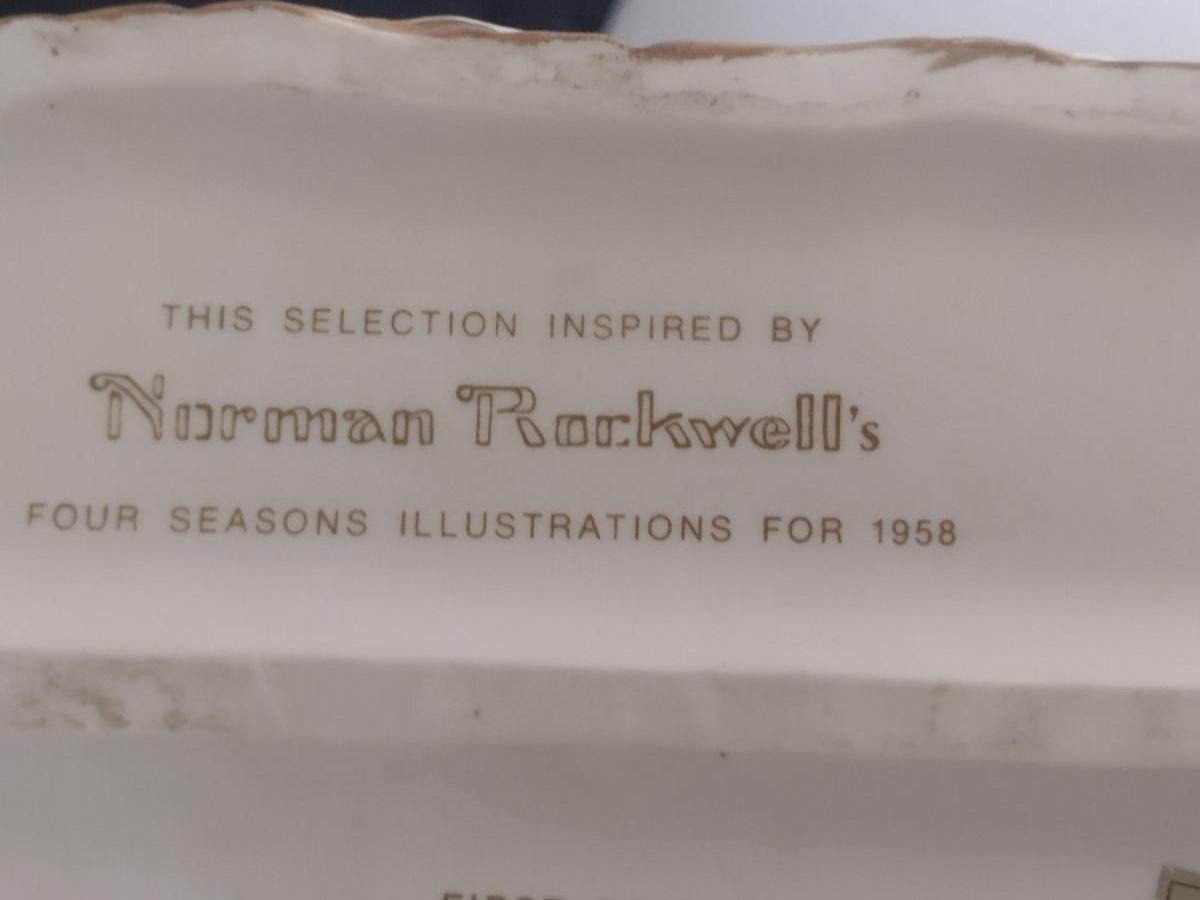 THIS SELECTION INSPIRED BY
Norman Rockwell's
FOUR SEASONS ILLUSTRATIONS FOR 1958